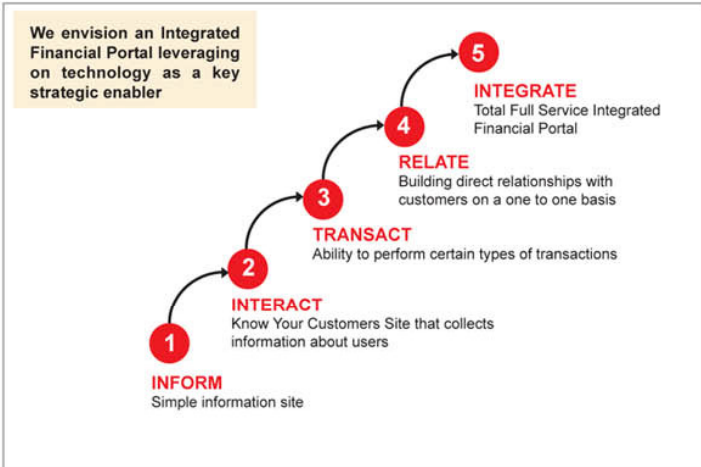 We envision an Integrated
Financial Portal leveraging
on technology as a key
strategic enabler
5
INTEGRATE
Total Full Service Integrated
Financial Portal
4
RELATE
Building direct relationships with
customers on a one to one basis
3
TRANSACT
Ability to perform certain types of transactions
2
INTERACT
Know Your Customers Site that collects
information about users
1
INFORM
Simple information site